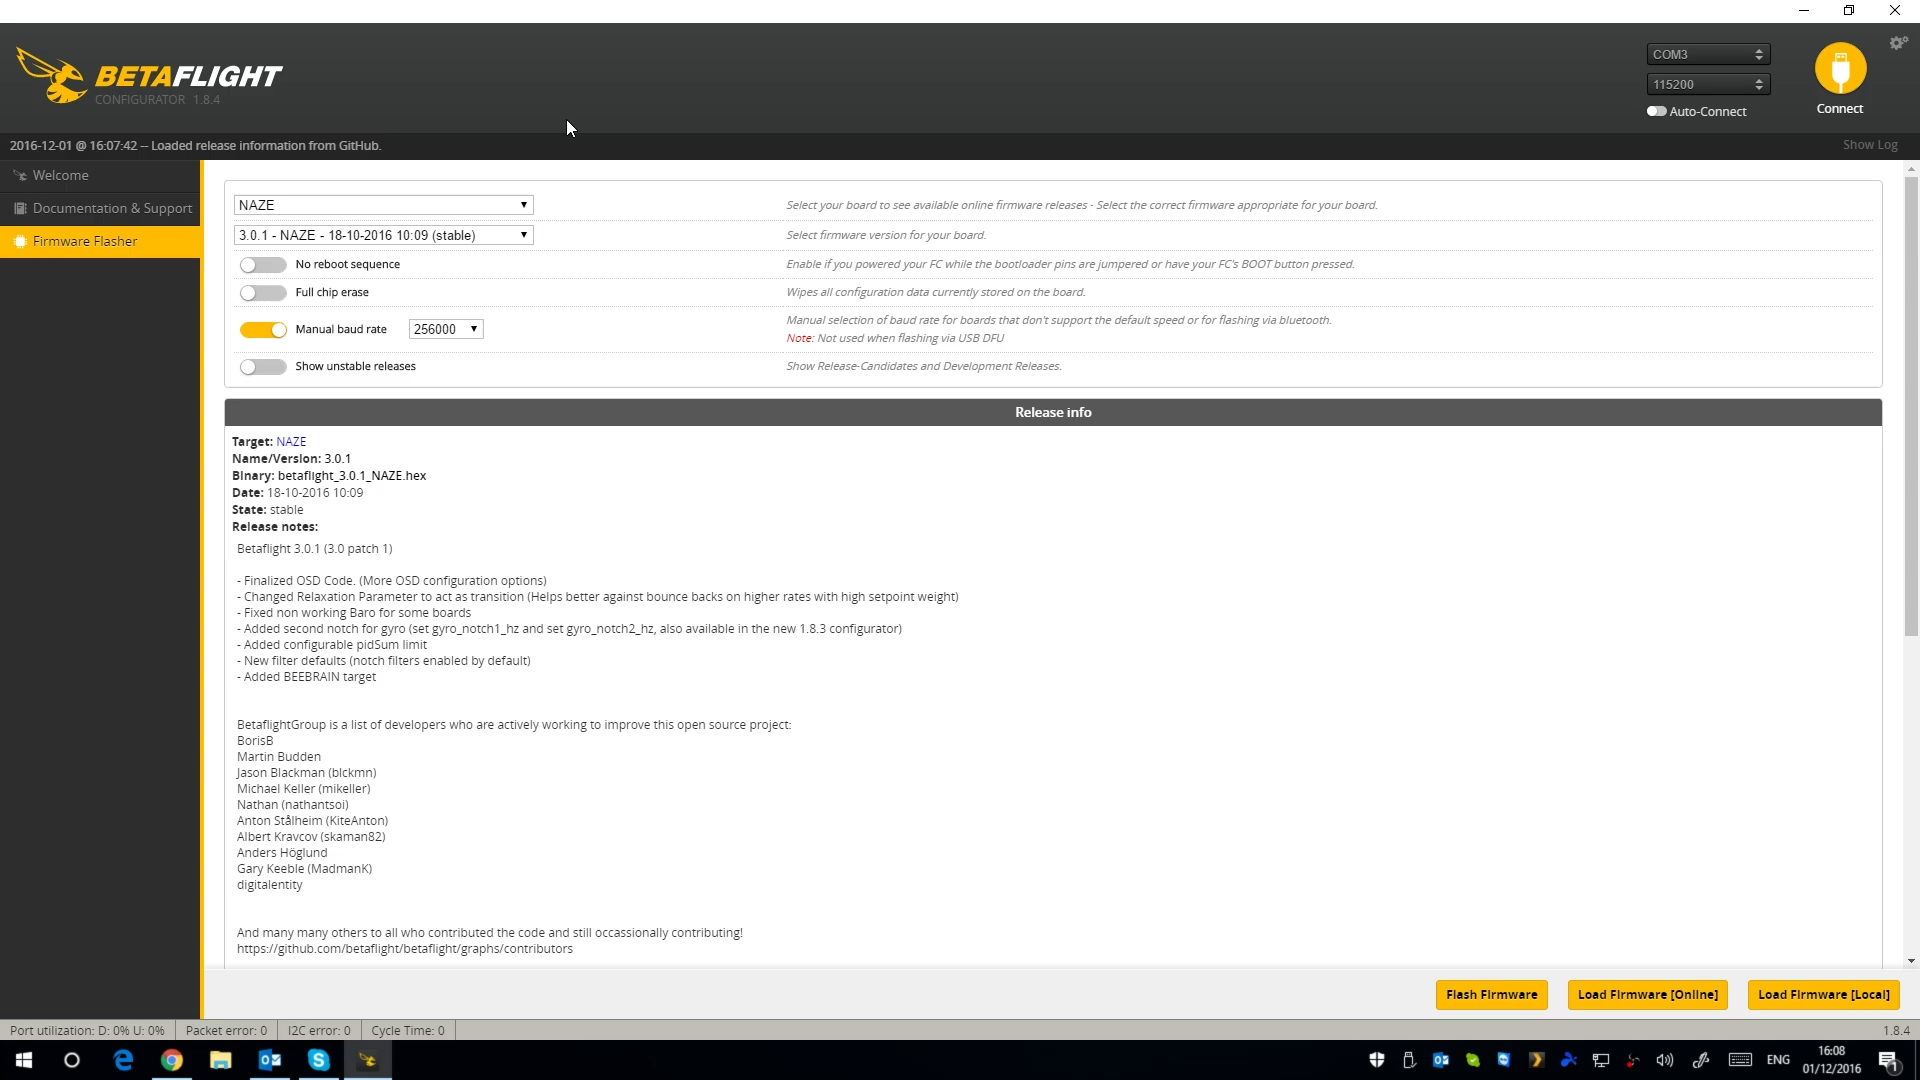 BETAFLIGHT
CONFIGURATOR 1.8.4
COM3
115200
Auto-Connect
Connect
2016-12-01 @ 16:07:42 -- Loaded release information from GitHub.
Show Log
Welcome
Documentation & Support
Firmware Flasher
NAZE
Select your board to see available online firmware releases - Select the correct firmware appropriate for your board.
3.0.1 - NAZE - 18-10-2016 10:09 (stable)
Select firmware version for your board.
No reboot sequence
Enable if you powered your FC while the bootloader pins are jumpered or have your FC's BOOT button pressed.
Full chip erase
Wipes all configuration data currently stored on the board.
Manual baud rate
256000
Manual selection of baud rate for boards that don't support the default speed or for flashing via bluetooth.
Note: Not used when flashing via USB DFU
Show unstable releases
Show Release-Candidates and Development Releases.
Release info
Target: NAZE
Name/Version: 3.0.1
Binary: betaflight_3.0.1_NAZE.hex
Date: 18-10-2016 10:09
State: stable
Release notes:
Betaflight 3.0.1 (3.0 patch 1)
- Finalized OSD Code. (More OSD configuration options)
- Changed Relaxation Parameter to act as transition (Helps better against bounce backs on higher rates with high setpoint weight)
- Fixed non working Baro for some boards
- Added second notch for gyro (set gyro_notch1_hz and set gyro_notch2_hz, also available in the new 1.8.3 configurator)
- Added configurable pidSum limit
- New filter defaults (notch filters enabled by default)
- Added BEEBRAIN target
BetaflightGroup is a list of developers who are actively working to improve this open source project:
BorisB
Martin Budden
Jason Blackman (blckmn)
Michael Keller (mikeller)
Nathan (nathantsoi)
Anton Stålheim (KiteAnton)
Albert Kravcov (skaman82)
Anders Höglund
Gary Keeble (MadmanK)
digitalentity
And many many others to all who contributed the code and still occassionally contributing!
https://github.com/betaflight/betaflight/graphs/contributors
Flash Firmware
Load Firmware [Online]
Load Firmware [Local]
Port utilization: D: 0% U: 0%
Packet error: 0
I2C error: 0
Cycle Time: 0
1.8.4
ENG
16:08
01/12/2016
1